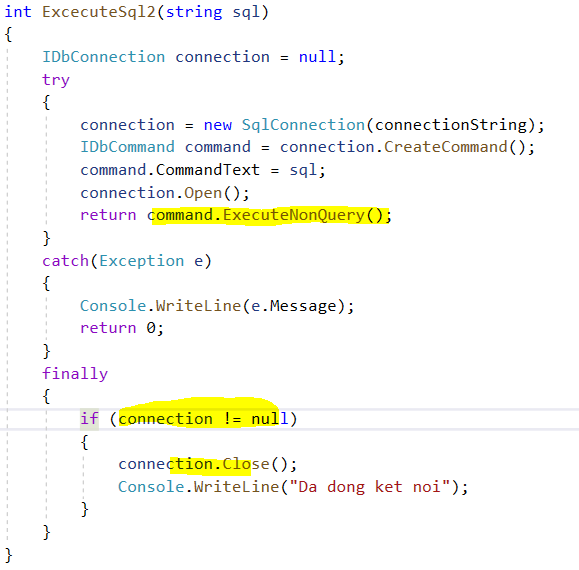 int ExcecuteSql2(string sql)
{
IDbConnection connection = null;
try
{
connection = new SqlConnection(connectionString);
IDbCommand command = connection.CreateCommand();
command.CommandText = sql;
connection.Open();
return command.ExecuteNonQuery();
}
catch(Exception e)
{
Console.WriteLine(e.Message);
return 0;
}
finally
{
if (connection != null)
{
connection.Close();
Console.WriteLine("Da dong ket noi");
}
}
}